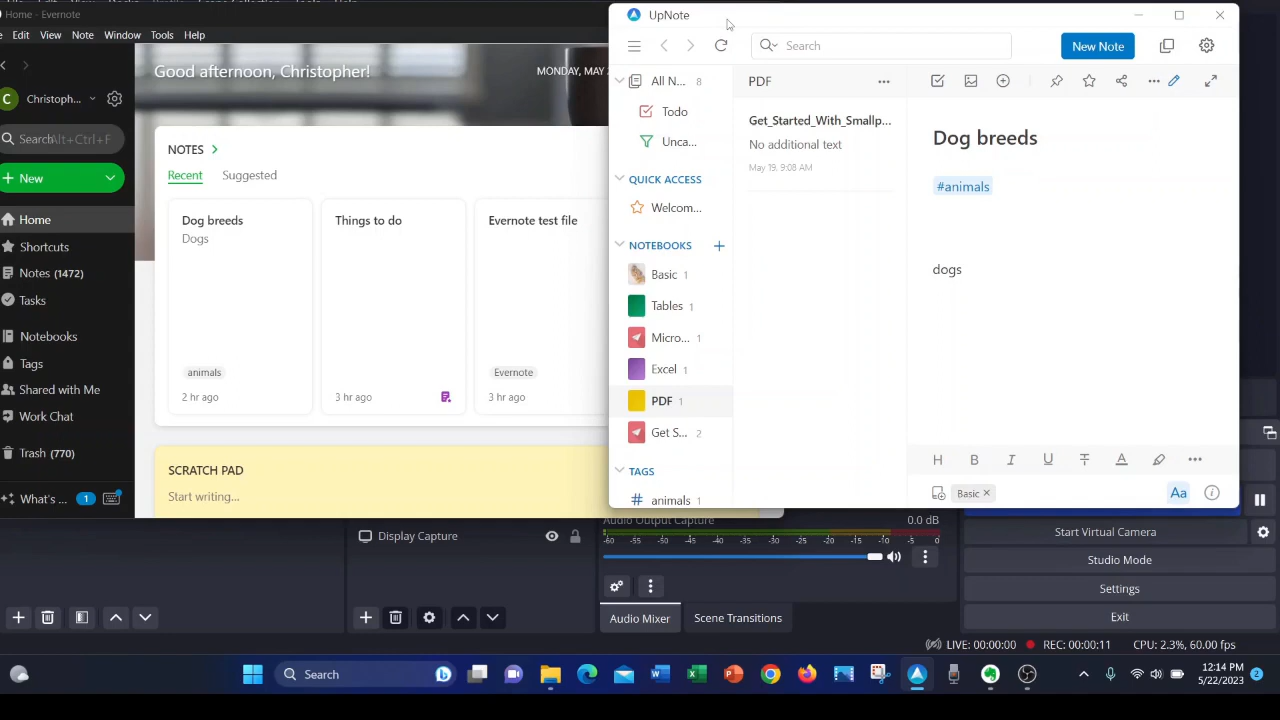 Home - Evernote
Edit View Note Window Tools Help
C Christoph...
Search Alt+Ctrl+F
New
Home
Shortcuts
Notes (1472)
Tasks
Notebooks
Tags
Shared with Me
Work Chat
Trash (770)
What's ... 1
Good afternoon, Christopher!
NOTES
Recent Suggested
Dog breeds
Dogs
animals
2 hr ago
Things to do
3 hr ago
Evernote test file
Evernote
3 hr ago
SCRATCH PAD
Start writing...
UpNote
Search
New Note
All N... 8
Todo
Unca...
QUICK ACCESS
Welcom...
NOTEBOOKS
Basic 1
Tables 1
Micro... 1
Excel 1
PDF 1
Get S... 2
TAGS
# animals 1
PDF
Get_Started_With_Smallp...
No additional text
May 19, 9:08 AM
Dog breeds
#animals
dogs
H B I U T A
Basic
Aa
Display Capture
Audio Output Capture 0.0 dB
-60 -55 -50 -45 -40 -35 -30 -25 -20 -15 -10 -5 0
Audio Mixer Scene Transitions
Start Virtual Camera
Studio Mode
Settings
Exit
LIVE: 00:00:00 REC: 00:00:11 CPU: 2.3%, 60.00 fps
Search
12:14 PM
5/22/2023
2